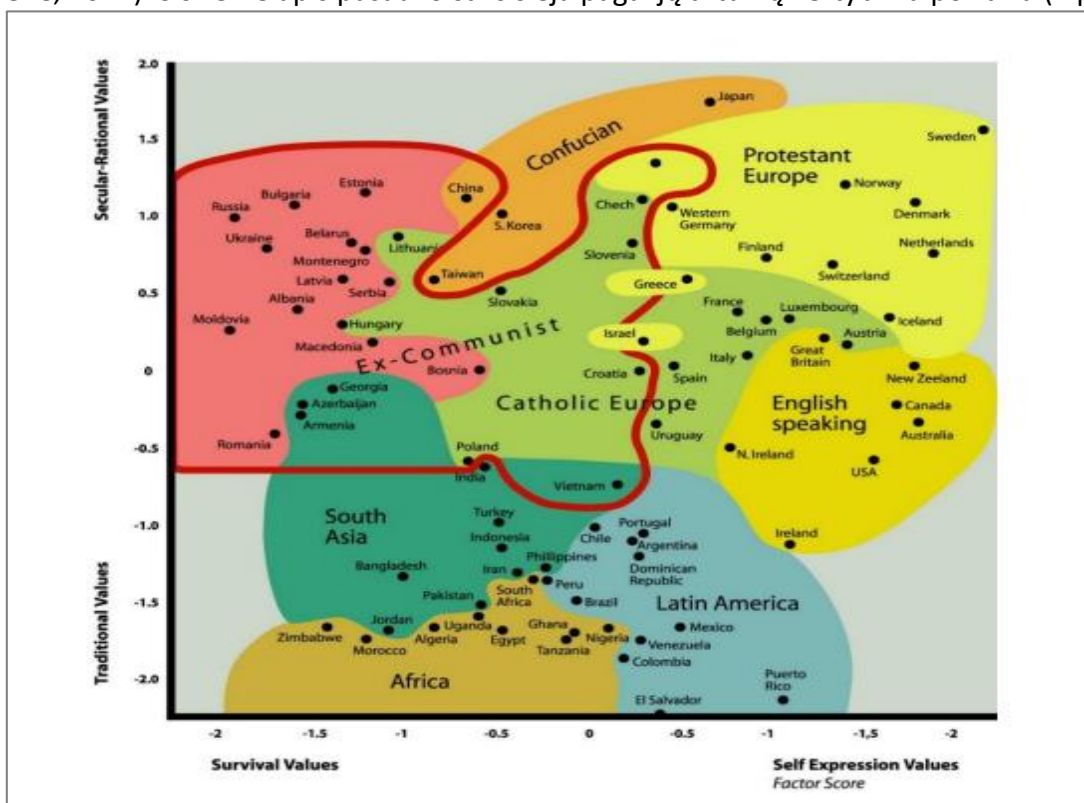 2.0
1.5
1.0
0.5
0
-0.5
-1.0
-1.5
-2.0
Secular-Rational Values
Traditional Values
Japan
Confucian
Sweden
Protestant
Europe
Estonia
China
Norway
Bulgaria
Russia
Chech
Western
Germany
Denmark
S. Korea
Belarus
Ukraine
Lithuani
Slovenia
Finland
Netherlands
Montenegro
Taiwan
Switzerland
Latvia
Serbia
Greece
Slovakia
Albania
France
Luxembourg
Moldovia
Hungary
Belgium
Austria
Iceland
Macedonia
Ex-Communist
Israel
Great
Britain
Italy
Bosnia
Croatia
Spain
New Zeeland
Georgia
Azerbaijan
Armenia
Catholic Europe
English
speaking
Canada
Australia
Romania
Uruguay
Poland
India
N. Ireland
USA
Vietnam
South
Asia
Turkey
Indonesia
Chile
Portugal
Argentina
Ireland
Bangladesh
Iran
Phillippines
Dominican
Republic
Pakistan
South
Africa
Peru
Brazil
Latin America
Zimbabwe
Jordan
Morocco
Algeria
Uganda
Egypt
Ghana
Tanzania
Nigeria
Mexico
Venezuela
Colombia
Africa
Puerto
Rico
El Salvador
-2
-1.5
-1
-0.5
0
-0.5
-1
-1,5
-2
Survival Values
Self Expression Values
Factor Score